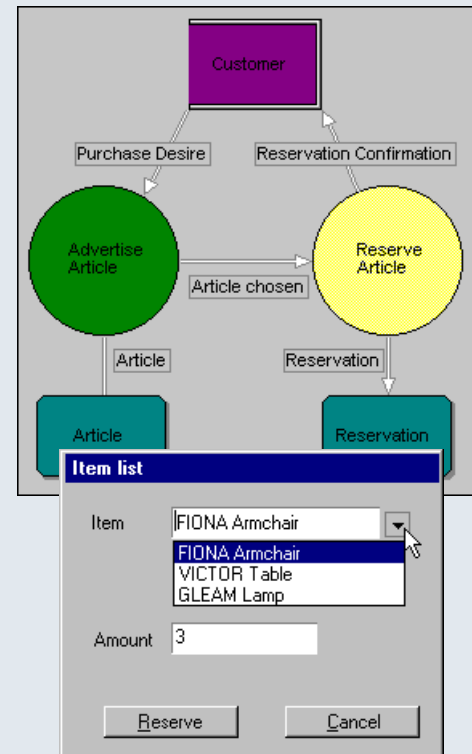 Customer
Purchase Desire
Reservation Confirmation
Advertise
Article
Reserve
Article
Article chosen
Article
Reservation
Article
Reservation
Item list
Item
FIONA Armchair
FIONA Armchair
VICTOR Table
GLEAM Lamp
Amount
3
Reserve
Cancel